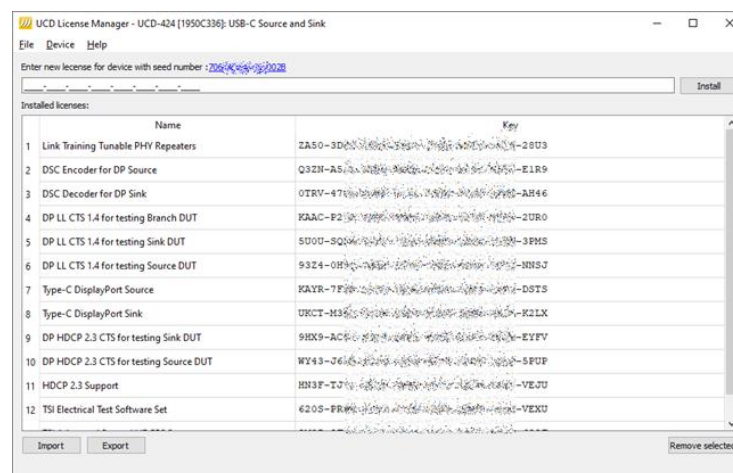 UCD License Manager - UCD-424 [1950C336]: USB-C Source and Sink
File Device Help
Enter new lecense for device with seed number :
Install
Installed licenses:
Name Key
1 Link Training Tunable PHY Repeaters ZA50-3D -28U3
2 DSC Encoder for DP Source Q3ZN-A5 -E1R9
3 DSC Decoder for DP Sink 0TRV-47 -AH46
4 DP LL CTS 1.4 for testing Branch DUT KAAC-P2 -2UR0
5 DP LL CTS 1.4 for testing Sink DUT 5U0U-SQ -3PMS
6 DP LL CTS 1.4 for testing Source DUT 93Z4-0H -NNSJ
7 Type-C DisplayPort Source KAYR-7F -DSTS
8 Type-C DisplayPort Sink UKCT-M3 -K2LX
9 DP HDCP 2.3 CTS for testing Sink DUT 9HX9-AC -EYFV
10 DP HDCP 2.3 CTS for testing Source DUT WY43-J6 -5PUP
11 HDCP 2.3 Support HN3F-TJ -VEJU
12 TSI Electrical Test Software Set 620S-PR -VEXU
Import Export Remove selected